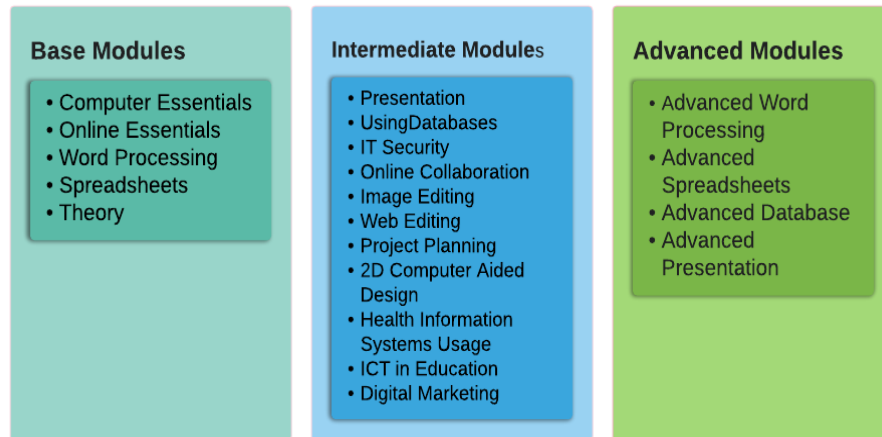 Base Modules
• Computer Essentials
• Online Essentials
• Word Processing
• Spreadsheets
• Theory
Intermediate Modules
• Presentation
• UsingDatabases
• IT Security
• Online Collaboration
• Image Editing
• Web Editing
• Project Planning
• 2D Computer Aided
Design
• Health Information
Systems Usage
• ICT in Education
• Digital Marketing
Advanced Modules
• Advanced Word
Processing
• Advanced
Spreadsheets
• Advanced Database
• Advanced
Presentation